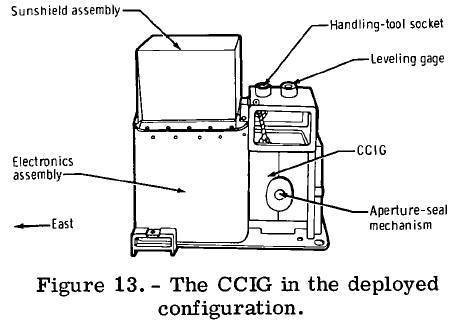 Sunshield assembly
Handling-tool socket
Leveling gage
Electronics
assembly
CCIG
Aperture-seal
mechanism
East
Figure 13. - The CCIG in the deployed
configuration.